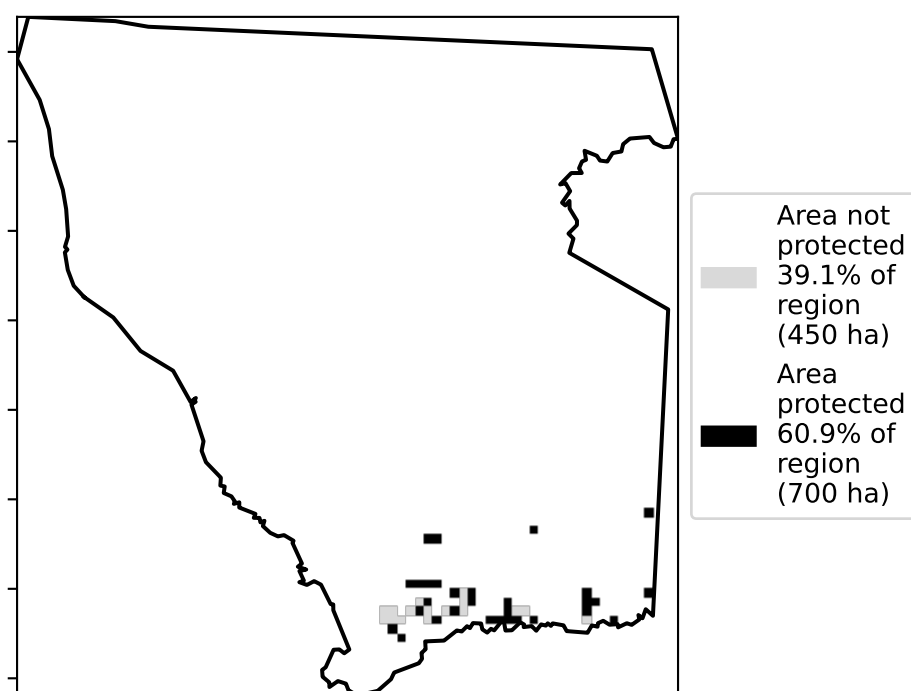 Area not
protected
39.1% of
region
(450 ha)
Area
protected
60.9% of
region
(700 ha)